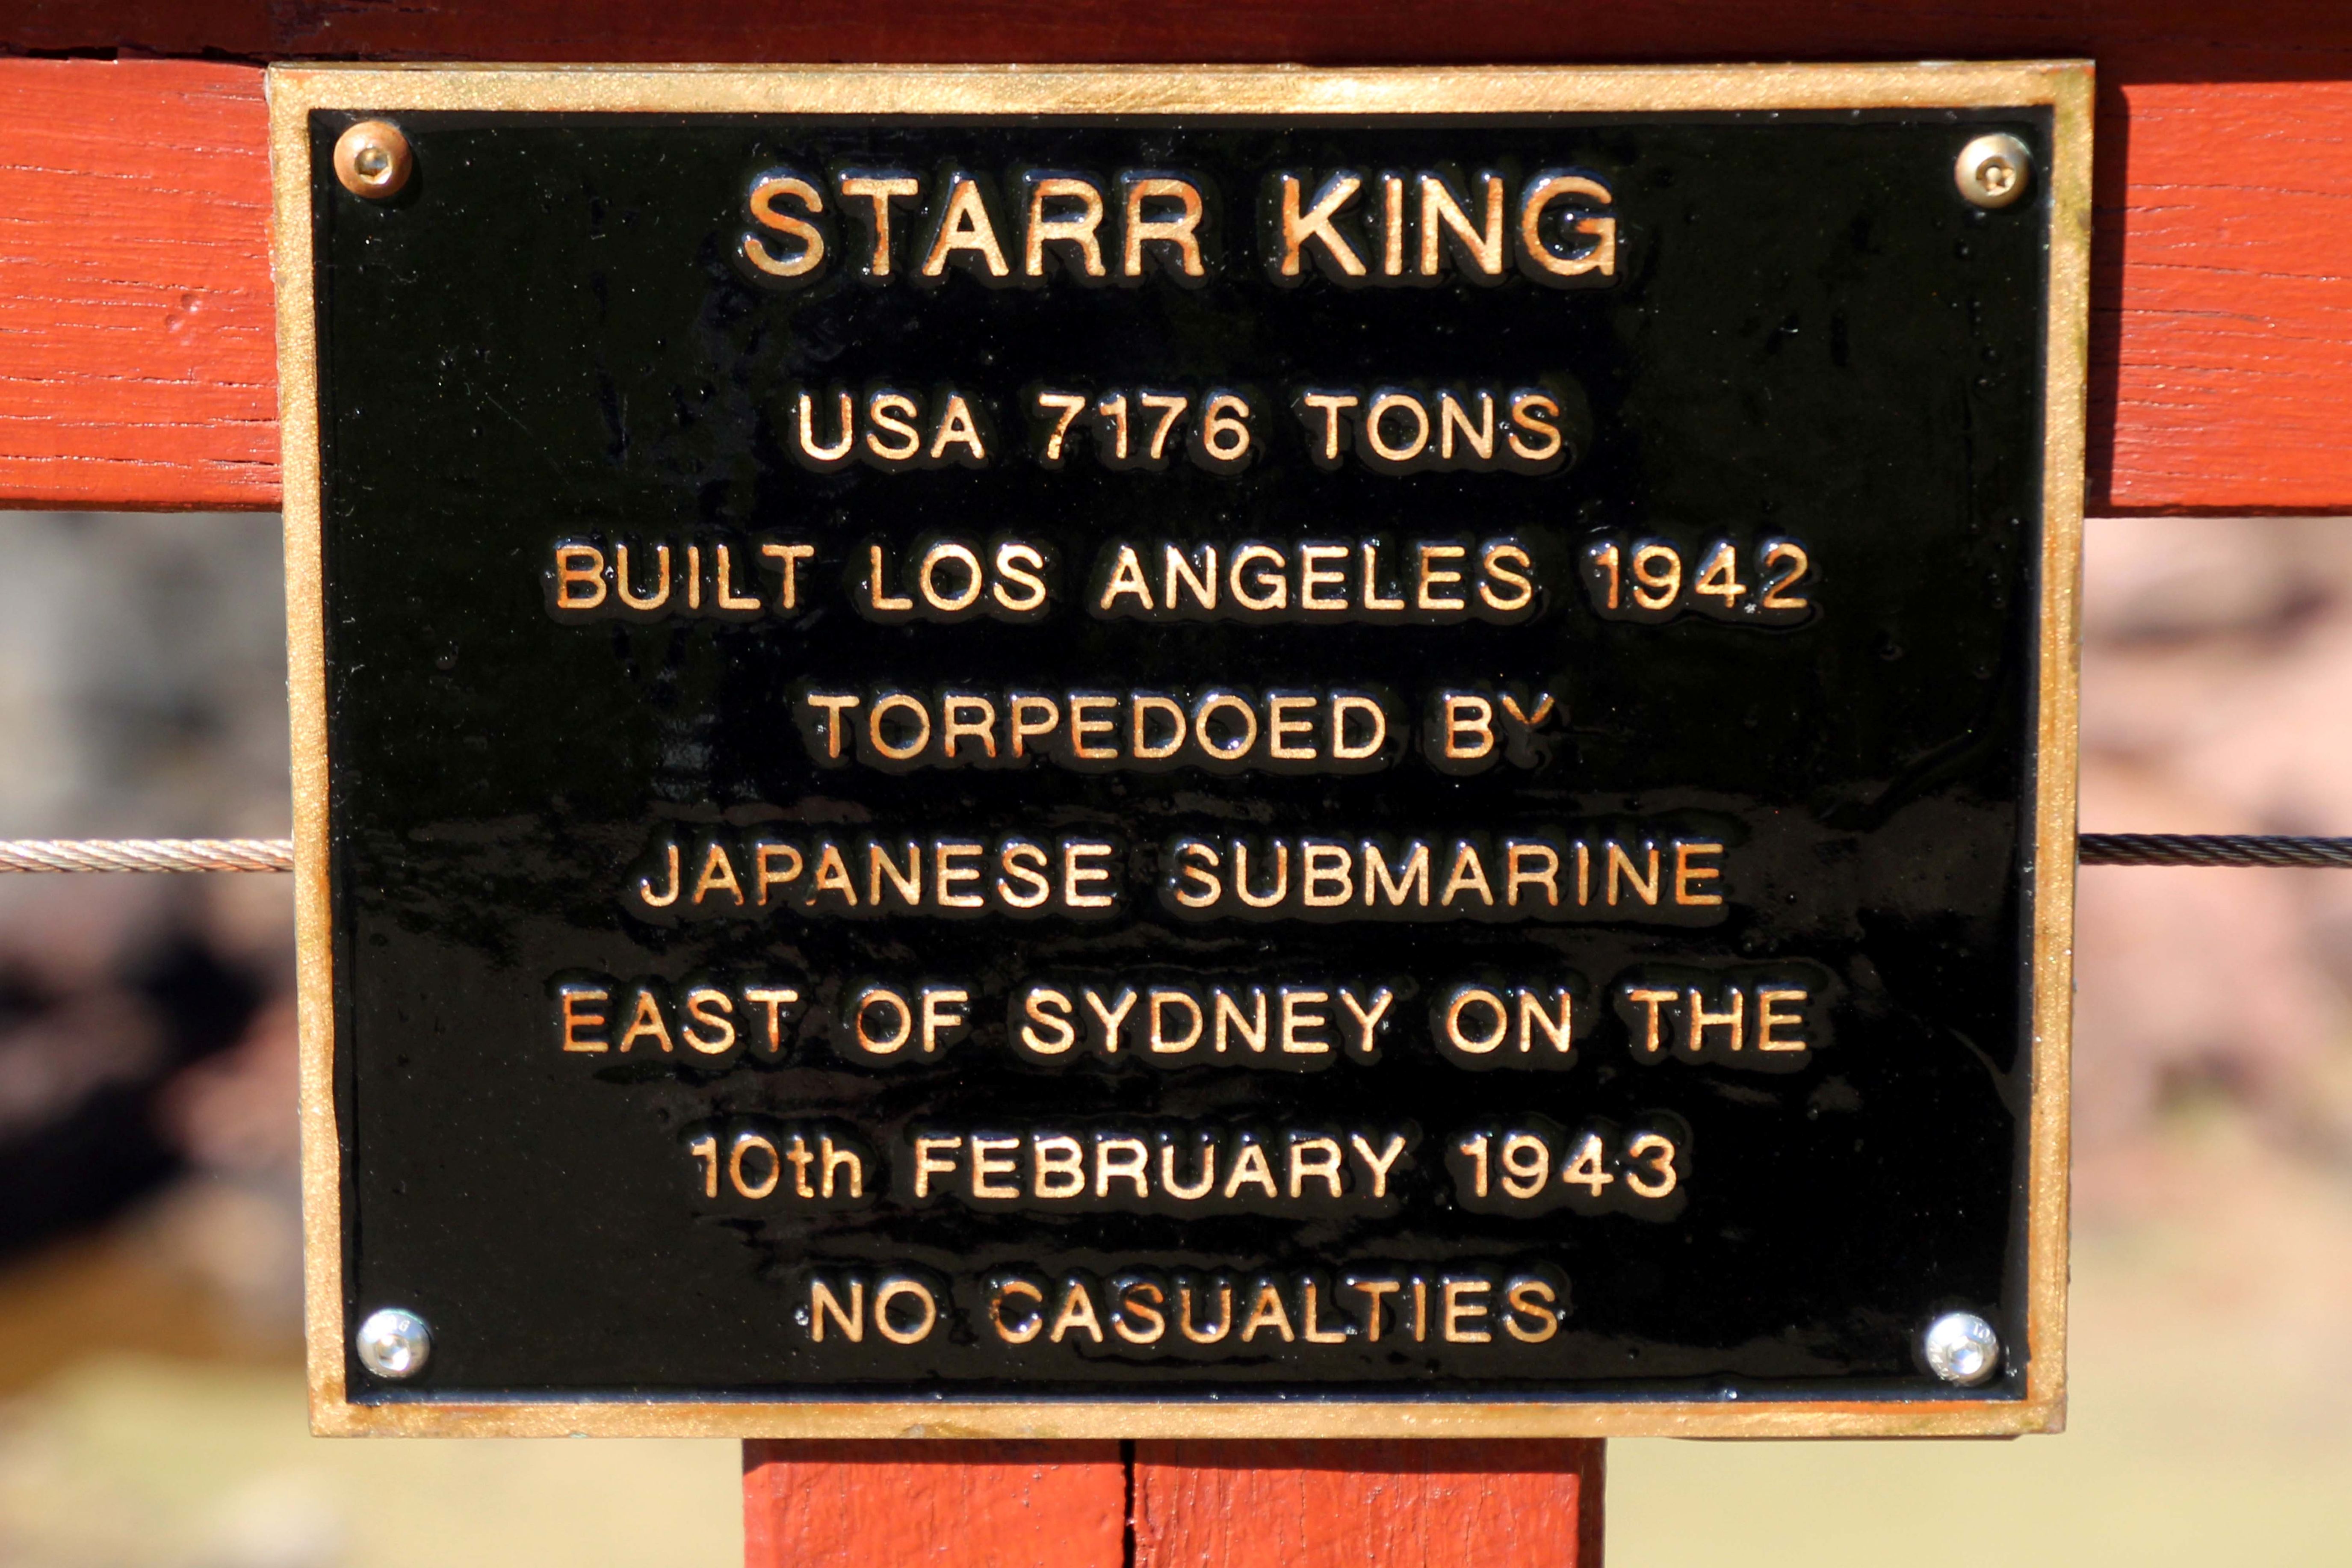 STARR KING
USA 7176 TONS
BUILT LOS ANGELES 1942
TORPEDOED BY
JAPANESE SUBMARINE
EAST OF SYDNEY ON THE
10th FEBRUARY 1943
NO CASUALTIES